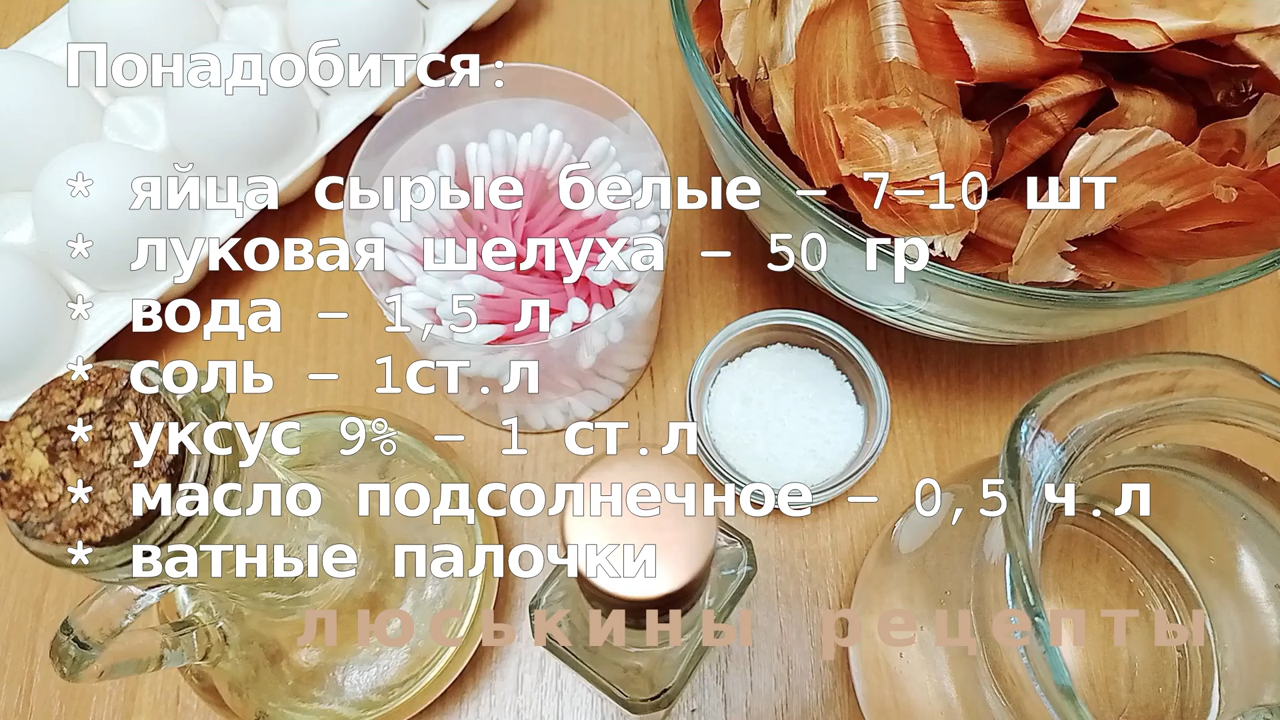 Понадобится:
* яйца сырые белые – 7–10 шт
* луковая шелуха – 50 гр
* вода – 1,5 л
* соль – 1ст.л
* уксус 9% – 1 ст.л
* масло подсолнечное – 0,5 ч.л
* ватные палочки
люськины рецепты